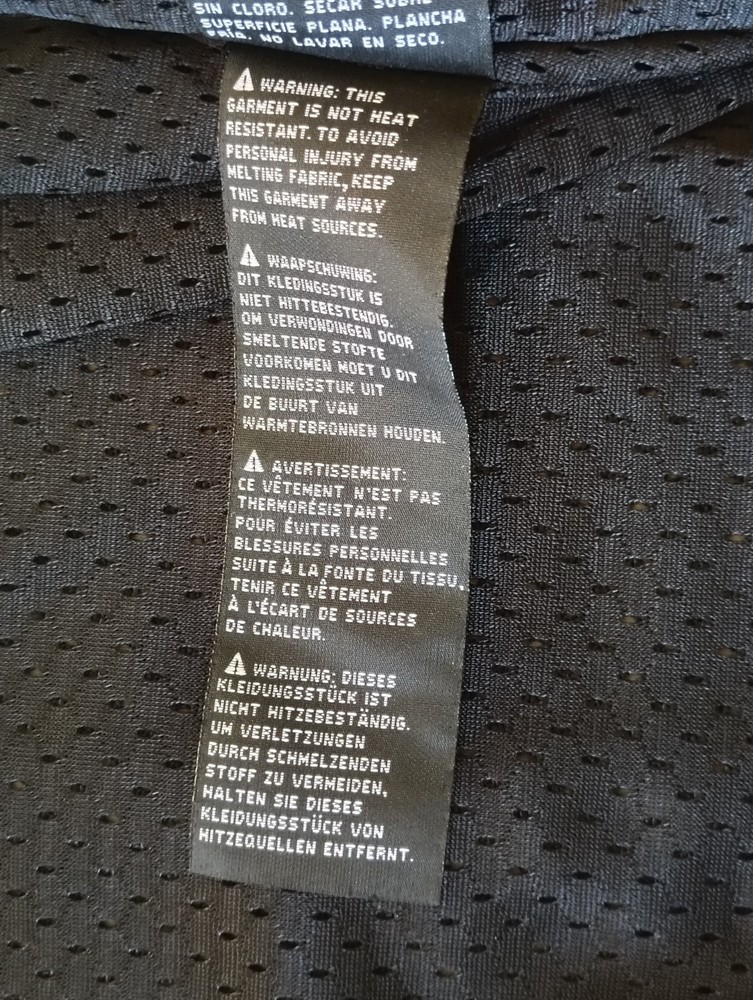 SIN CLORO. SECAR SOBRE
SUPERFICIE PLANA. PLANCHA
FRÍA. NO LAVAR EN SECO.
⚠ WARNING: THIS
GARMENT IS NOT HEAT
RESISTANT. TO AVOID
PERSONAL INJURY FROM
MELTING FABRIC, KEEP
THIS GARMENT AWAY
FROM HEAT SOURCES.
⚠ WAAPSCHUWING:
DIT KLEDINGSSTUK IS
NIET HITTEBESTENDIG.
OM VERWONDINGEN DOOR
SMELTENDE STOFTE
VOORKOMEN MOET U DIT
KLEDINGSSTUK UIT
DE BUURT VAN
WARMTEBRONNEN HOUDEN.
⚠ AVERTISSEMENT:
CE VÊTEMENT N'EST PAS
THERMORÉSISTANT.
POUR ÉVITER LES
BLESSURES PERSONNELLES
SUITE À LA FONTE DU TISSU,
TENIR CE VÊTEMENT
À L'ÉCART DE SOURCES
DE CHALEUR.
⚠ WARNUNG: DIESES
KLEIDUNGSSTÜCK IST
NICHT HITZEBESTÄNDIG.
UM VERLETZUNGEN
DURCH SCHMELZENDEN
STOFF ZU VERMEIDEN,
HALTEN SIE DIESES
KLEIDUNGSSTÜCK VON
HITZEQUELLEN ENTFERNT.